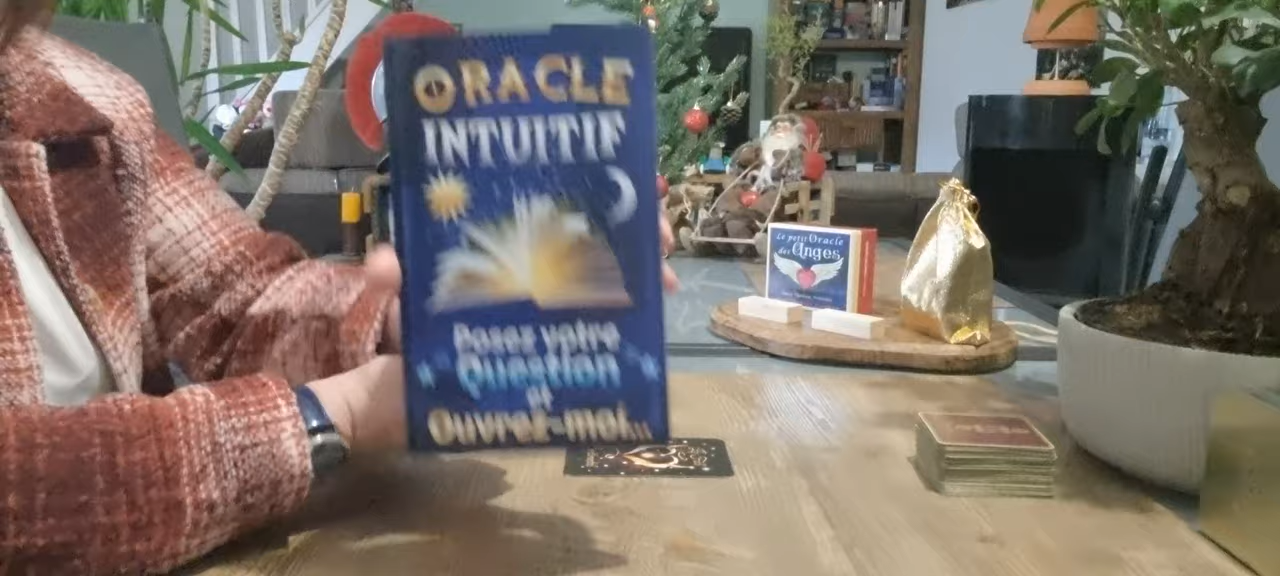 ORACLE
INTUITIF
Posez votre
Question
et
Ouvrez-moi...
Le petit Oracle
des Anges